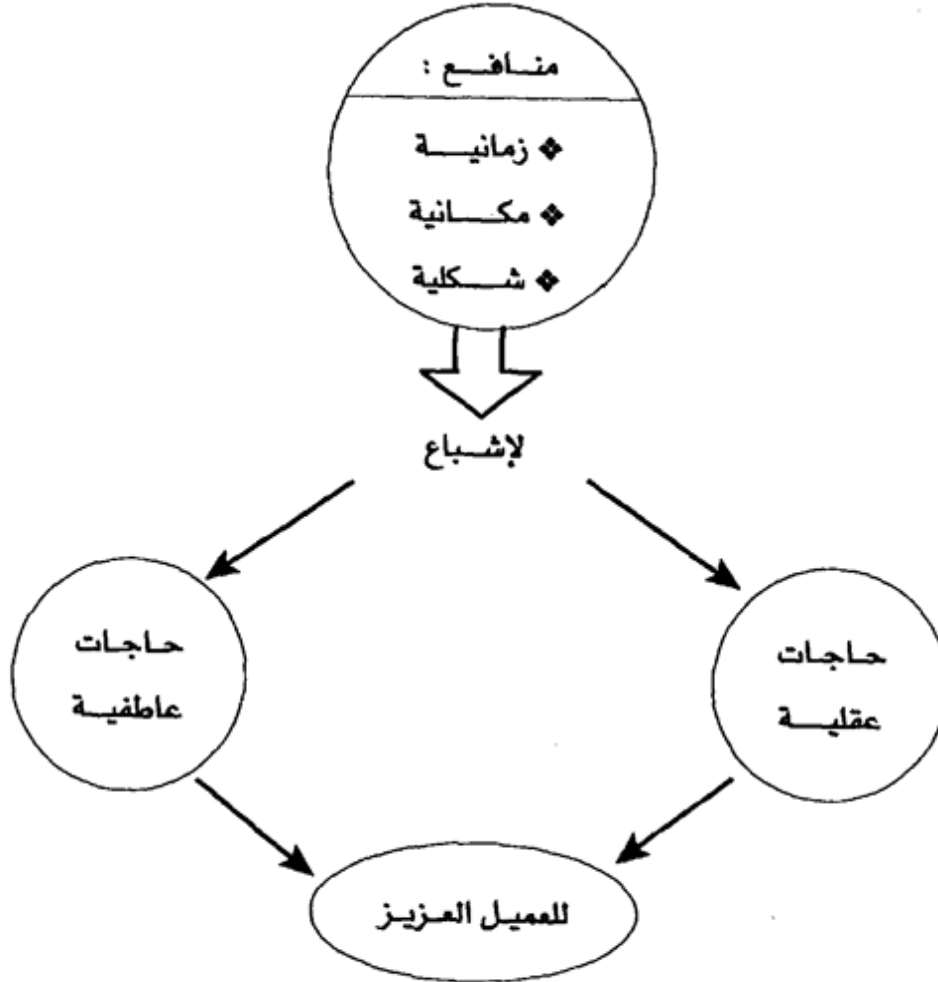 منافع :
❖ زمانية
❖ مكانية
❖ شكلية
لإشباع
حاجات
عقلية
حاجات
عاطفية
للعميل العزيز